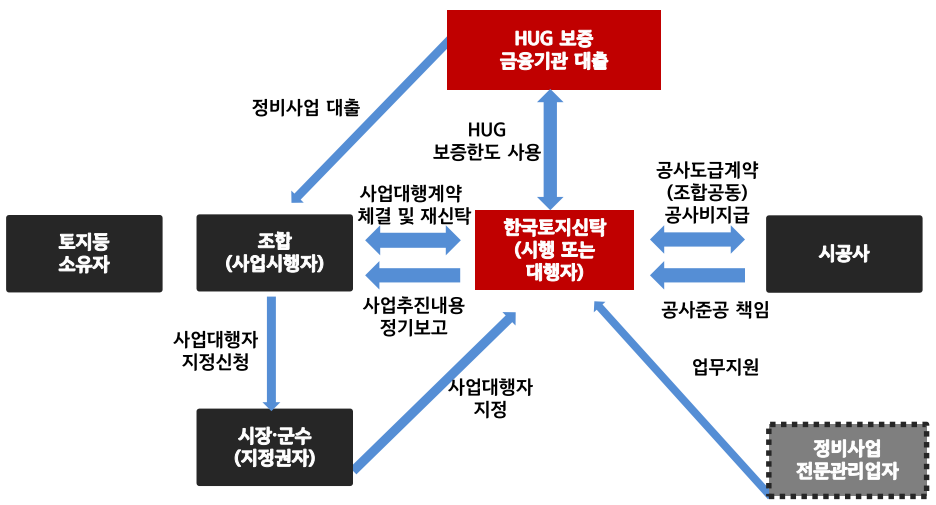 HUG 보증
금융기관 대출
정비사업 대출
HUG
보증한도 사용
사업대행계약
체결 및 재신탁
공사도급계약
(조합공동)
공사비지급
토지등
소유자
조합
(사업시행자)
한국토지신탁
(시행 또는
대행자)
시공사
사업추진내용
정기보고
공사준공 책임
사업대행자
지정신청
사업대행자
지정
업무지원
시장·군수
(지정권자)
정비사업
전문관리업자